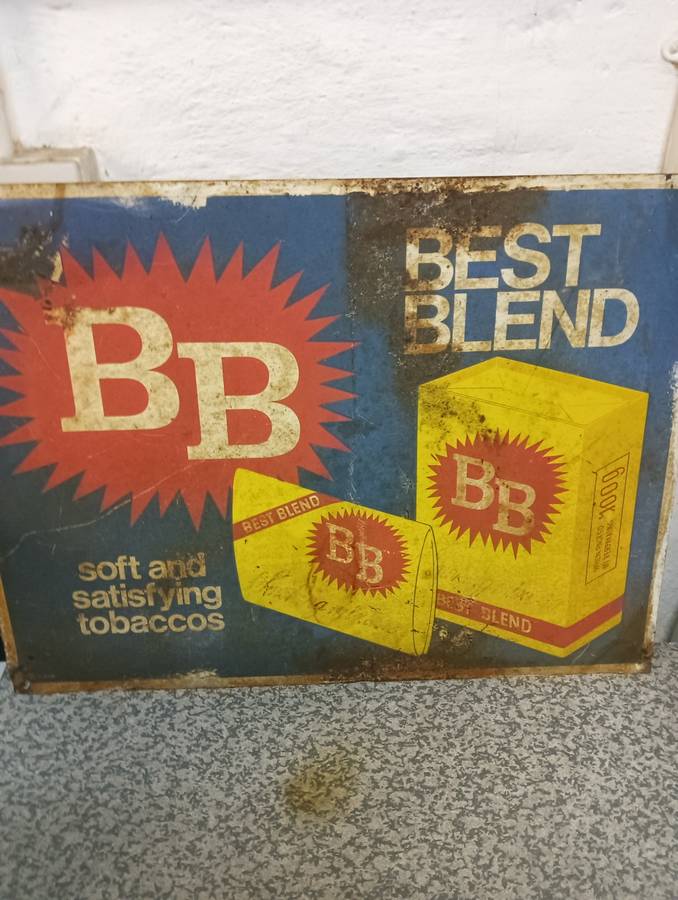 BB
BEST
BLEND
BB
BEST BLEND
BB
soft and
satisfying
tobaccos
BEST BLEND